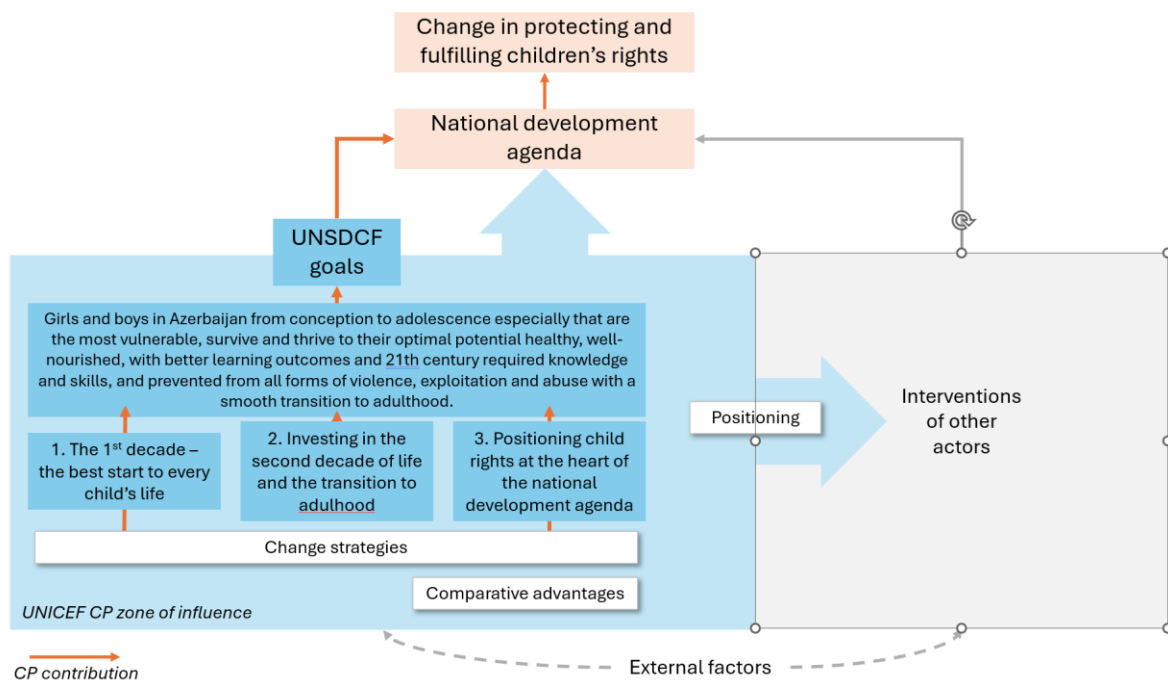 Change in protecting and
fulfilling children's rights
National development
agenda
UNSDCF
goals
Girls and boys in Azerbaijan from conception to adolescence especially that are
the most vulnerable, survive and thrive to their optimal potential healthy, well-
nourished, with better learning outcomes and 21th century required knowledge
and skills, and prevented from all forms of violence, exploitation and abuse with a
smooth transition to adulthood.
1. The 1st decade –
the best start to every
child's life
2. Investing in the
second decade of life
and the transition to
adulhood
3. Positioning child
rights at the heart of
the national
development agenda
Positioning
Interventions
of other
actors
Change strategies
Comparative advantages
UNICEF CP zone of influence
External factors
CP contribution